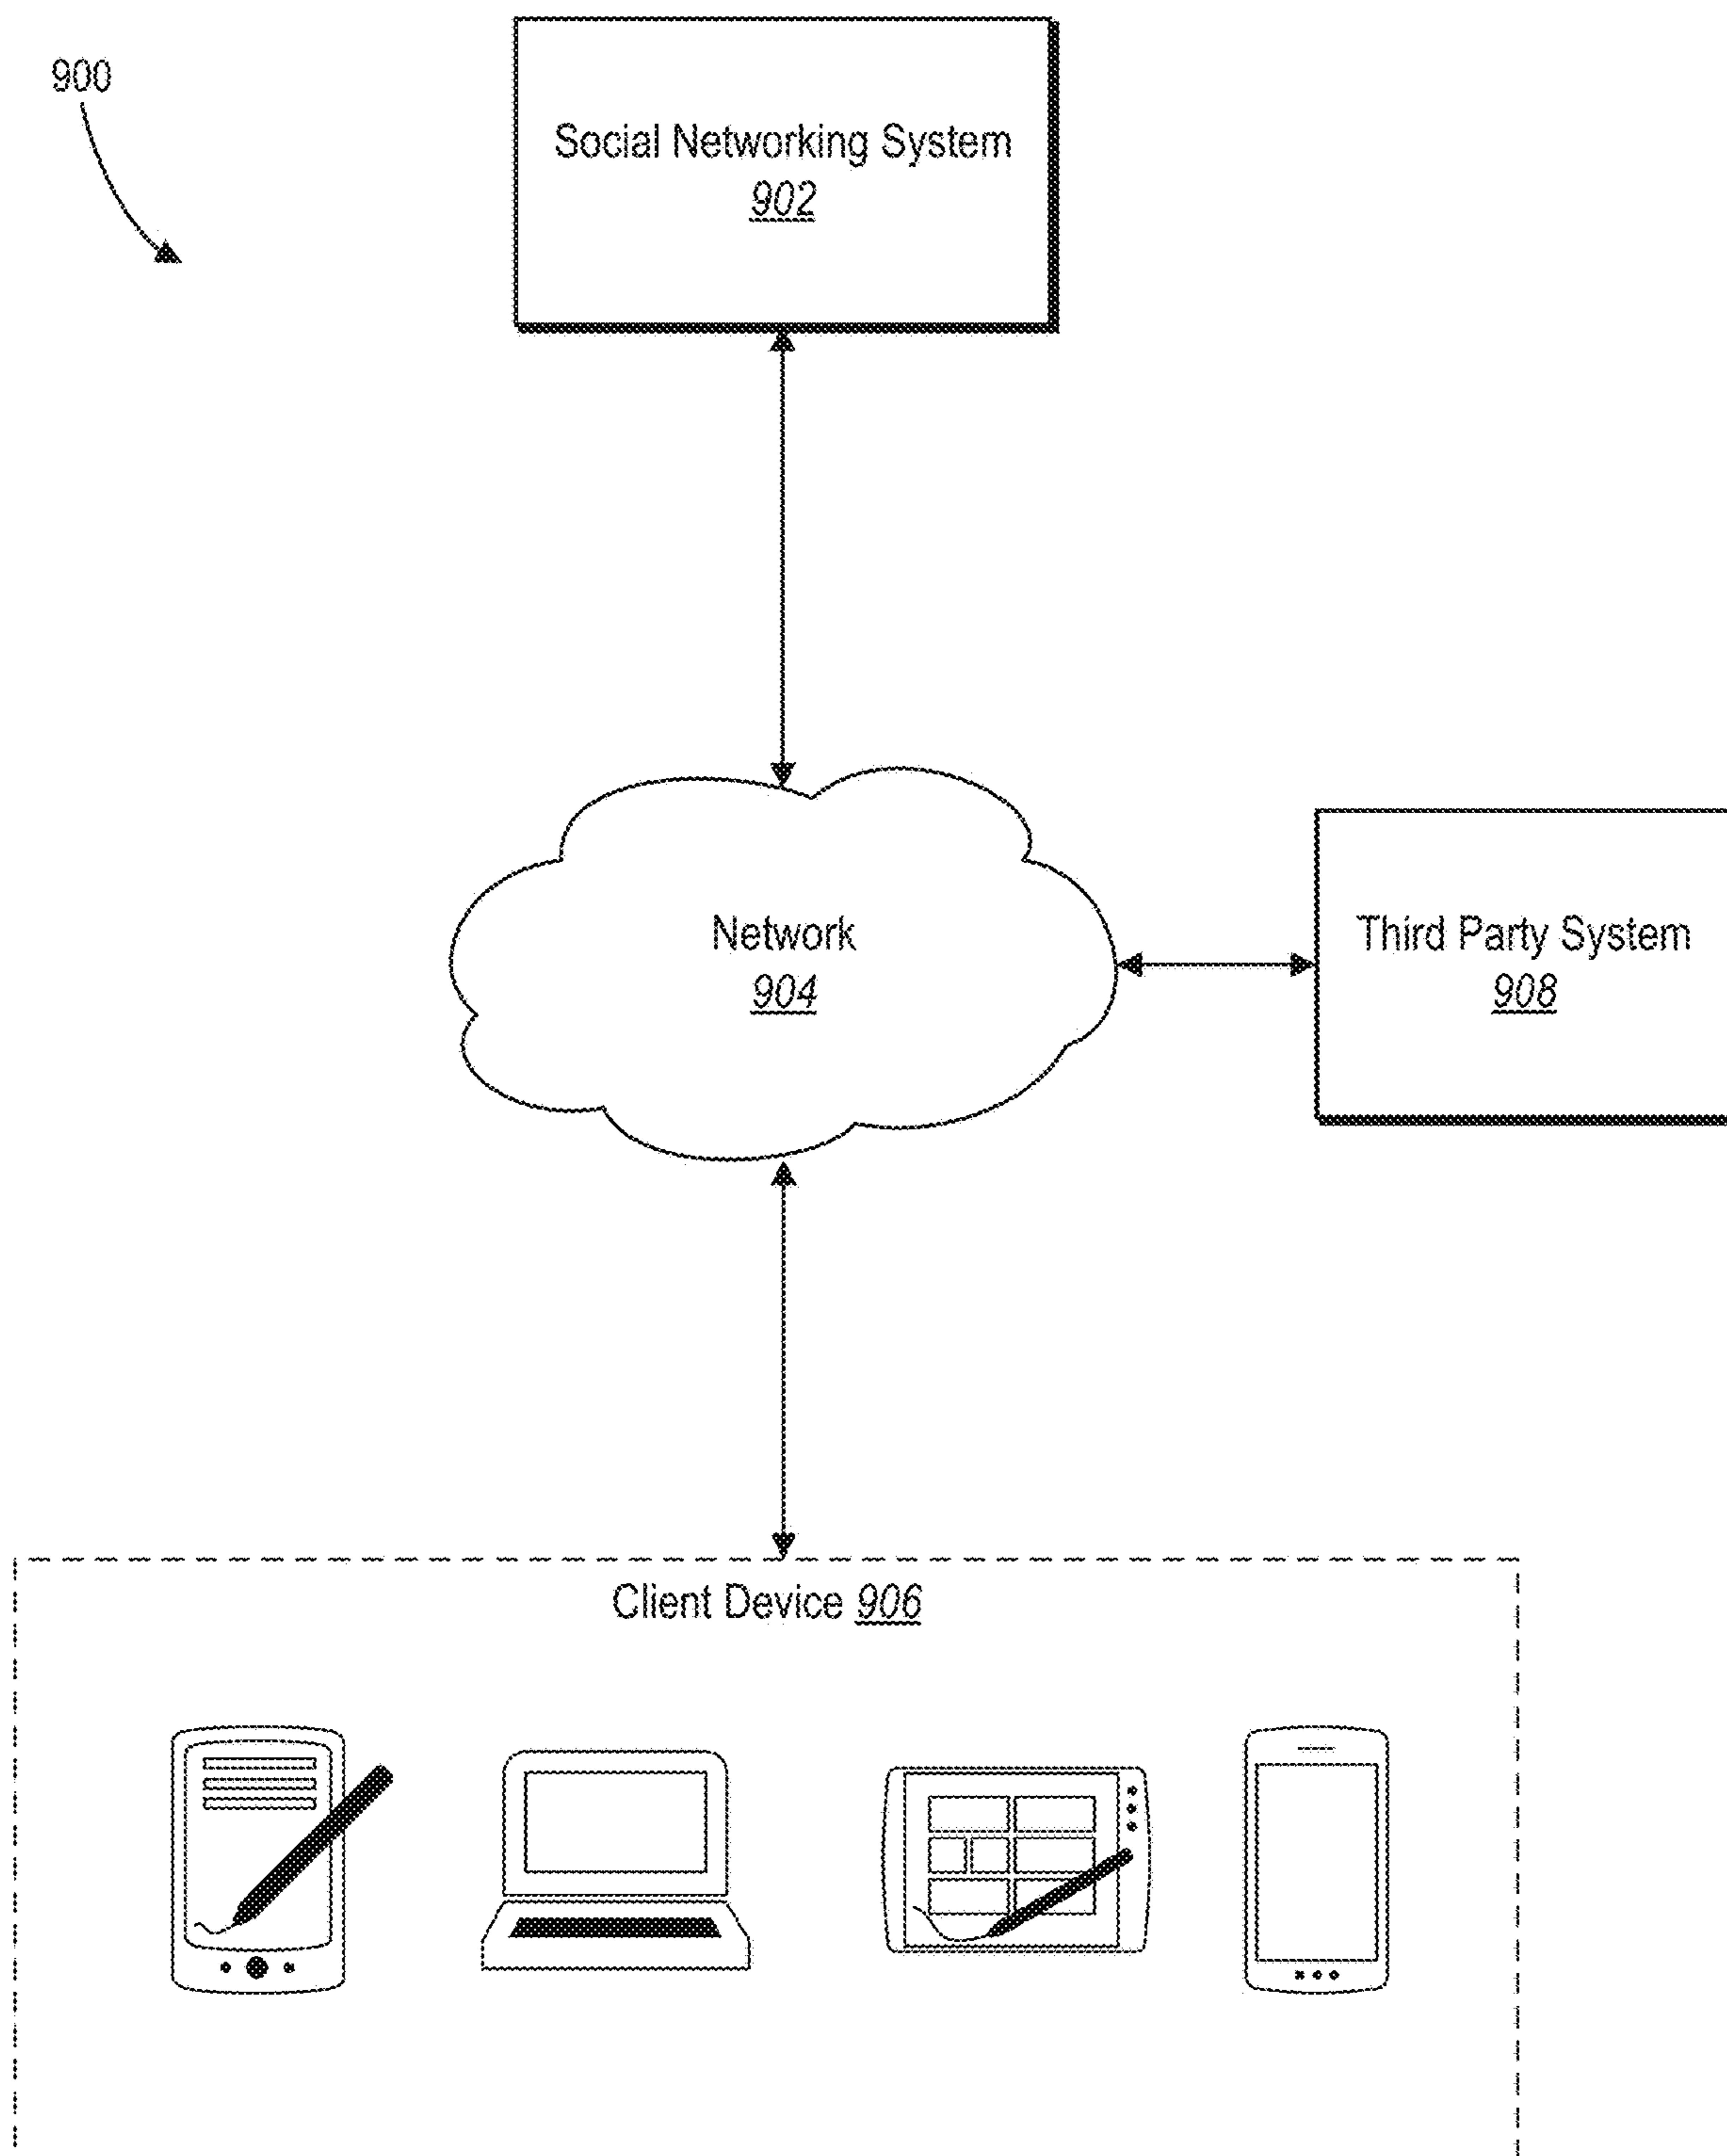 900
Social Networking System
902
Network
904
Third Party System
908
Client Device 906